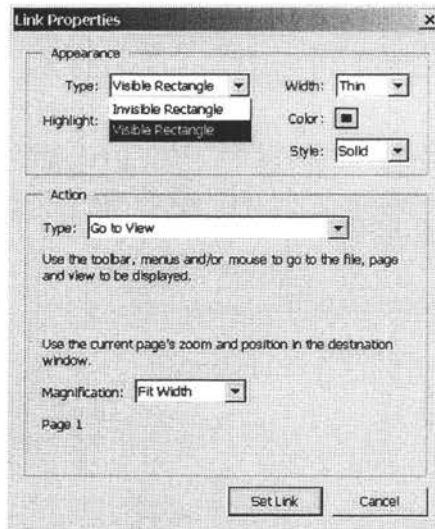 Link Properties
Appearance
Type: Visible Rectangle Width: Thin
Invisible Rectangle
Highlight: Visible Rectangle Color:
Style: Solid
Action
Type: Go to View
Use the toolbar, menus and/or mouse to go to the file, page
and view to be displayed.
Use the current page's zoom and position in the destination
window.
Magnification: Fit Width
Page 1
Set Link Cancel